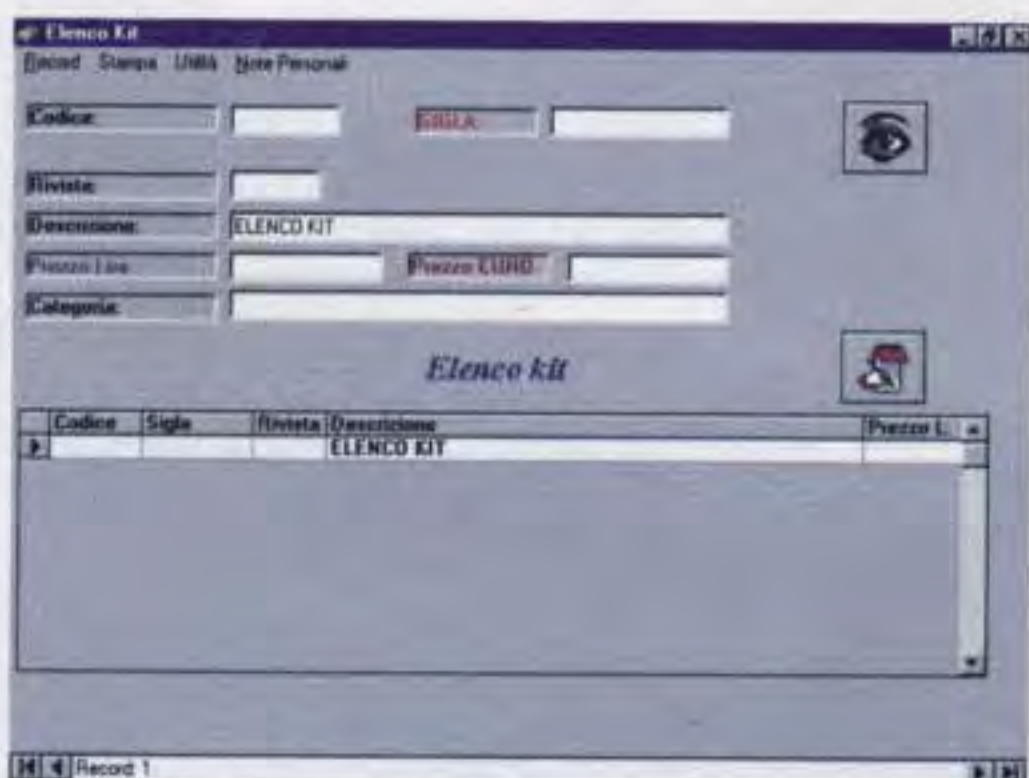 Elenco Kit
Record Stampa Utilità Note Personali
Codice: SIGLA:
Rivista:
Descrizione: ELENCO KIT
Prezzo Lire Prezzo EURO
Categoria:
Elenco kit
Codice Sigla Rivista Descrizione Prezzo L.
ELENCO KIT
Record: 1